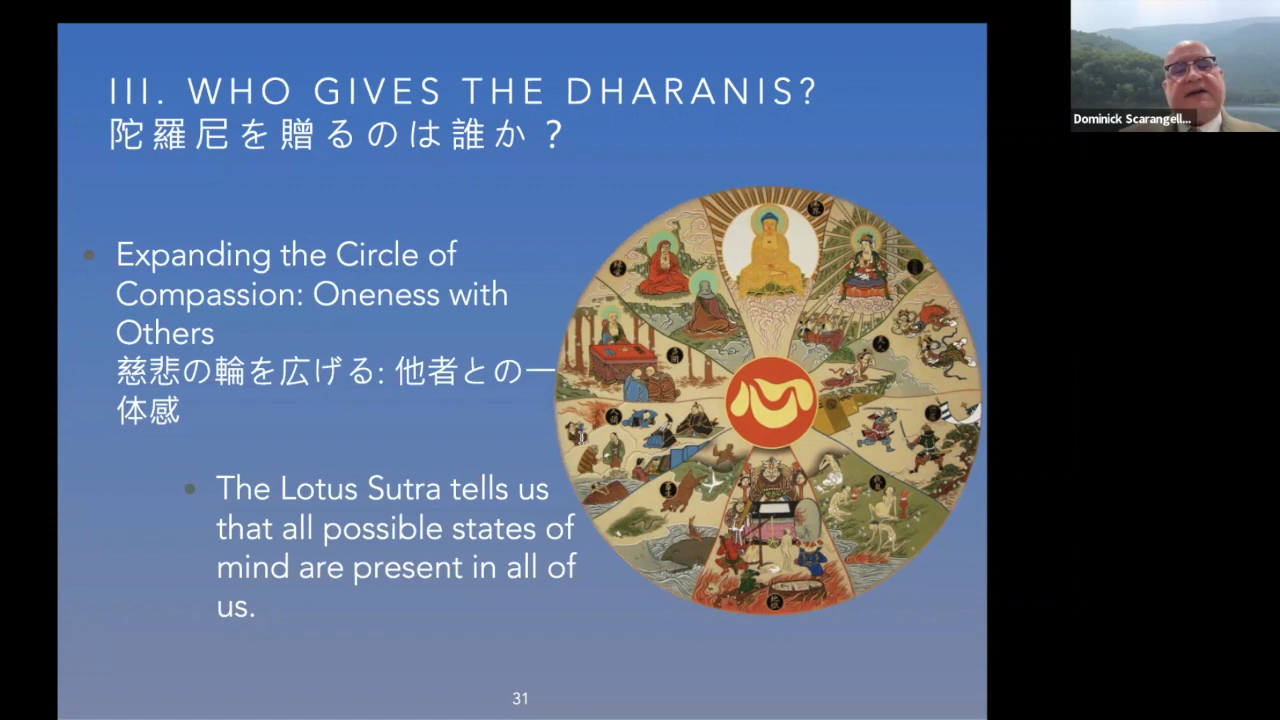 III. WHO GIVES THE DHARANIS?
陀羅尼を贈るのは誰か？
Expanding the Circle of
Compassion: Oneness with
Others
慈悲の輪を広げる: 他者との一
体感
The Lotus Sutra tells us
that all possible states of
mind are present in all of
us.
心
31
Dominick Scarangell...